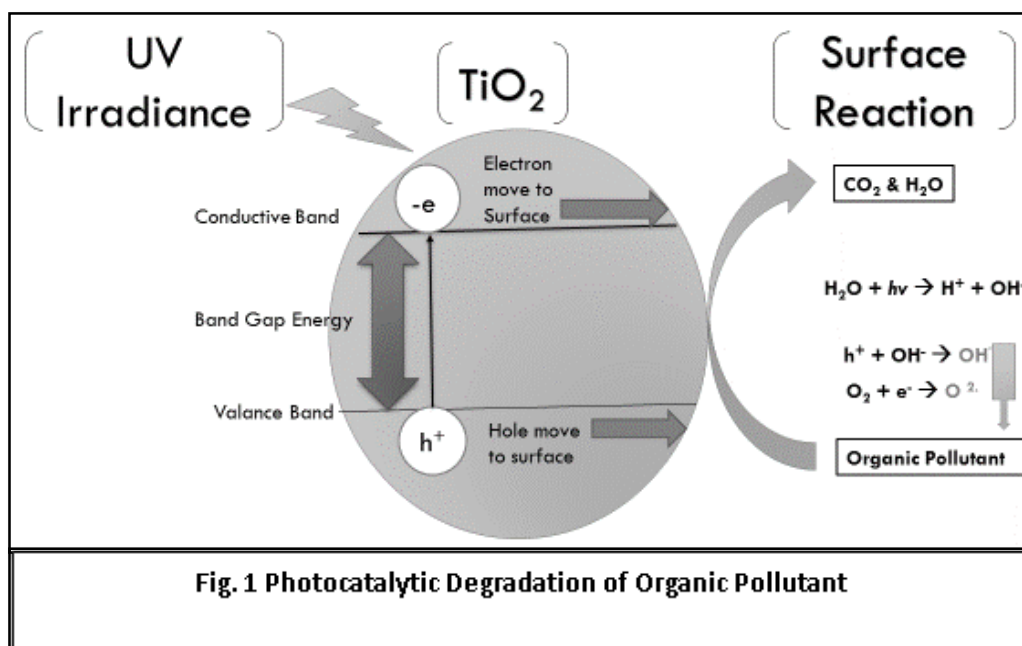 UV
Irradiance
TiO₂
Surface
Reaction
-e
Electron
move to
Surface
Conductive Band
Band Gap Energy
Valance Band
h⁺
Hole move
to surface
CO₂ & H₂O
H₂O + hv → H⁺ + OH⁻
h⁺ + OH⁻ → OH
O₂ + e⁻ → O ²·
Organic Pollutant
Fig. 1 Photocatalytic Degradation of Organic Pollutant